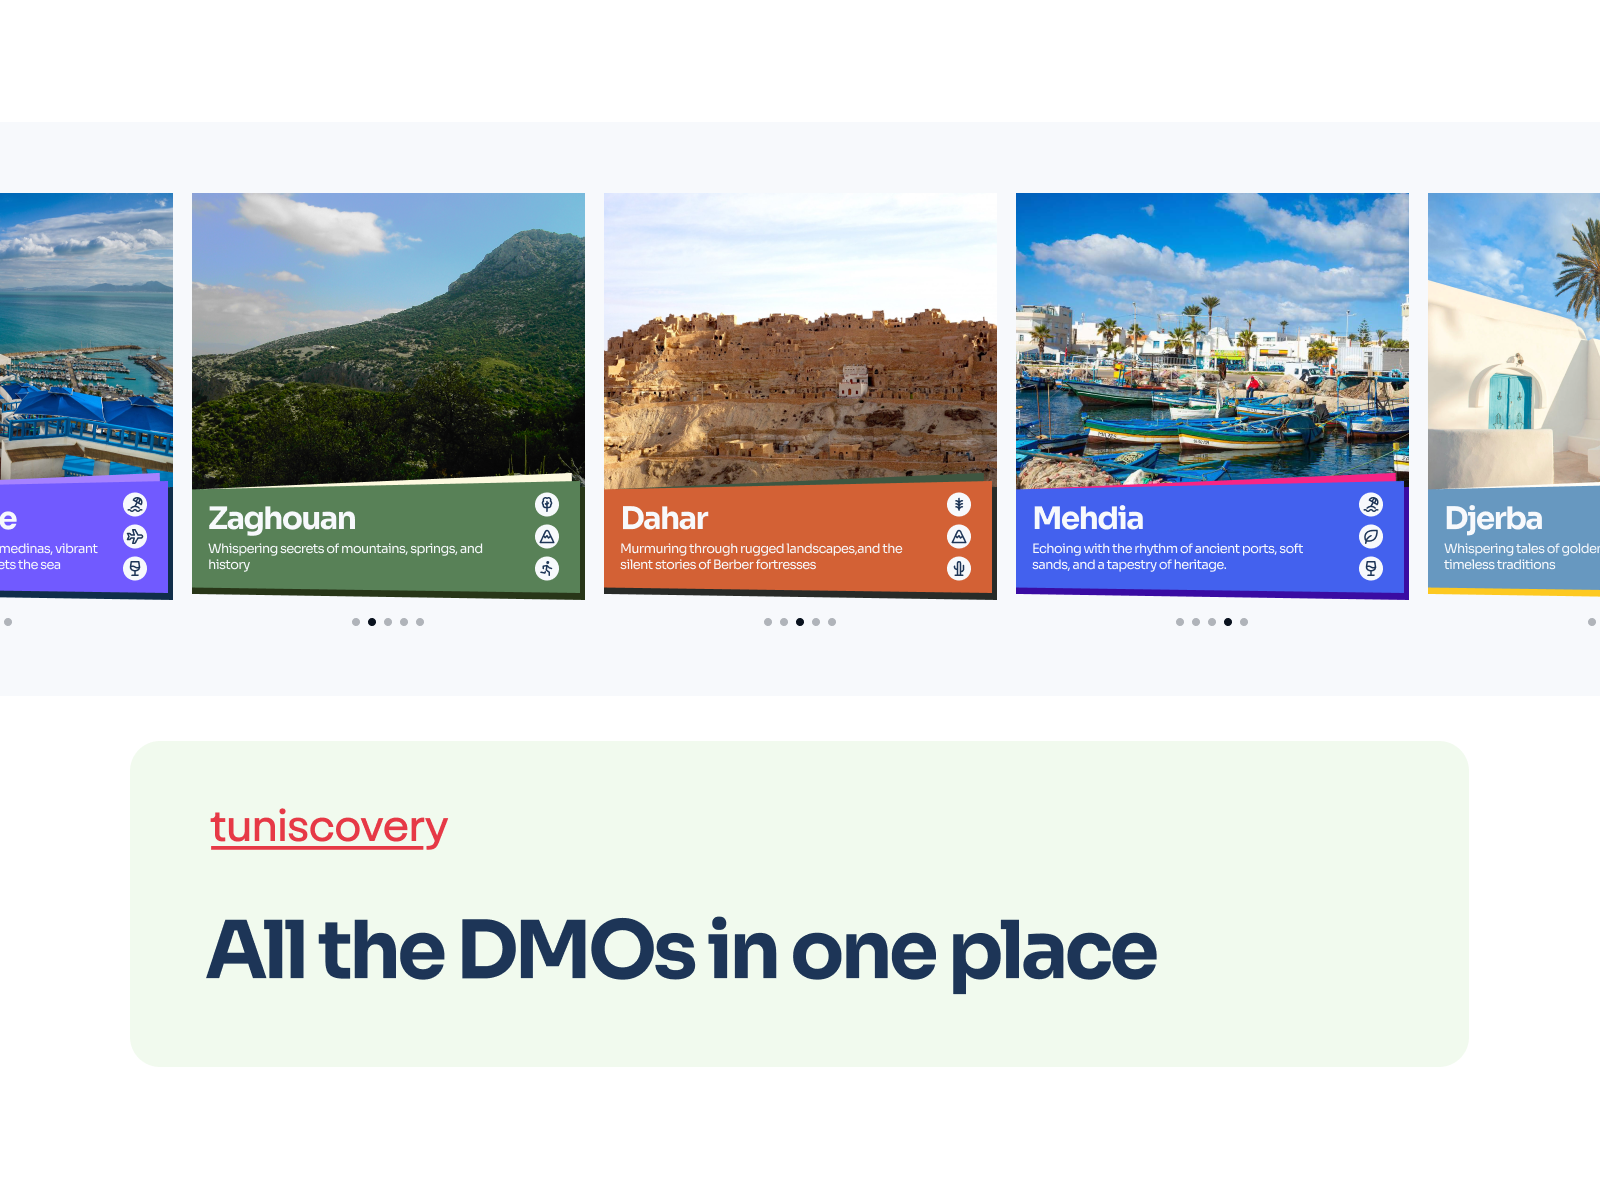 e
medinas, vibrant
ets the sea
Zaghouan
Whispering secrets of mountains, springs, and
history
Dahar
Murmuring through rugged landscapes,and the
silent stories of Berber fortresses
Mehdia
Echoing with the rhythm of ancient ports, soft
sands, and a tapestry of heritage.
Djerba
Whispering tales of golden
timeless traditions
tuniscovery
All the DMOs in one place